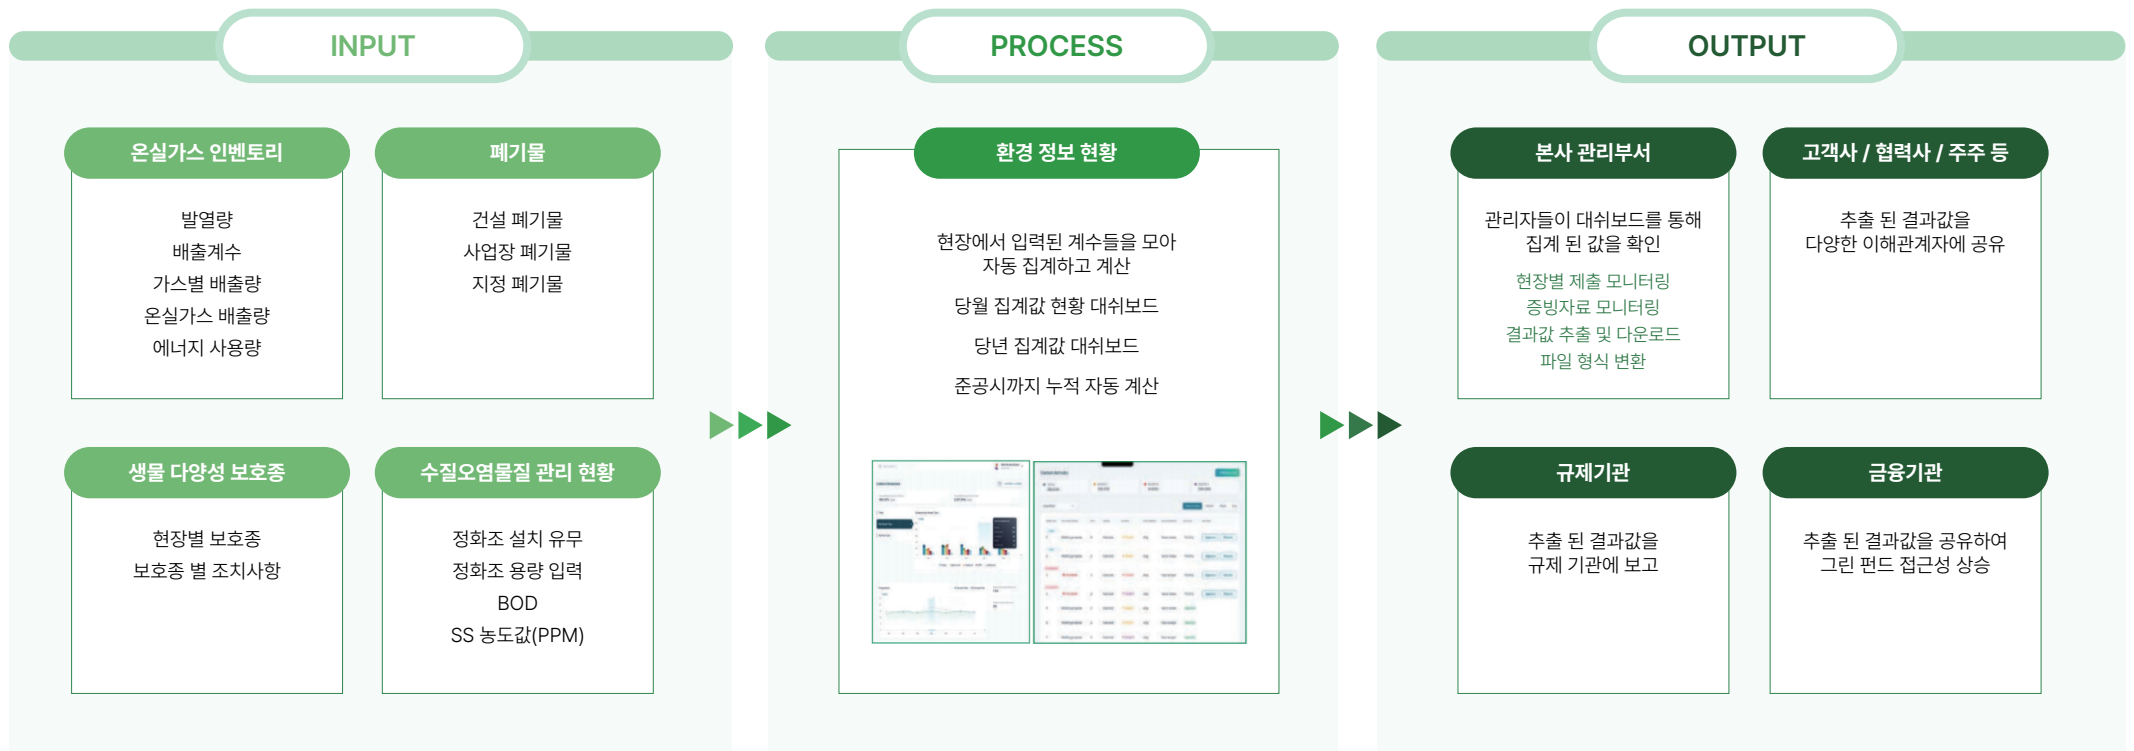 INPUT
온실가스 인벤토리
발열량
배출계수
가스별 배출량
온실가스 배출량
에너지 사용량
폐기물
건설 폐기물
사업장 폐기물
지정 폐기물
생물 다양성 보호종
현장별 보호종
보호종 별 조치사항
수질오염물질 관리 현황
정화조 설치 유무
정화조 용량 입력
BOD
SS 농도값(PPM)
PROCESS
환경 정보 현황
현장에서 입력된 계수들을 모아
자동 집계하고 계산
당월 집계값 현황 대쉬보드
당년 집계값 대쉬보드
준공시까지 누적 자동 계산
OUTPUT
본사 관리부서
관리자들이 대쉬보드를 통해
집계 된 값을 확인
현장별 제출 모니터링
증빙자료 모니터링
결과값 추출 및 다운로드
파일 형식 변환
고객사 / 협력사 / 주주 등
추출 된 결과값을
다양한 이해관계자에 공유
규제기관
추출 된 결과값을
규제 기관에 보고
금융기관
추출 된 결과값을 공유하여
그린 펀드 접근성 상승